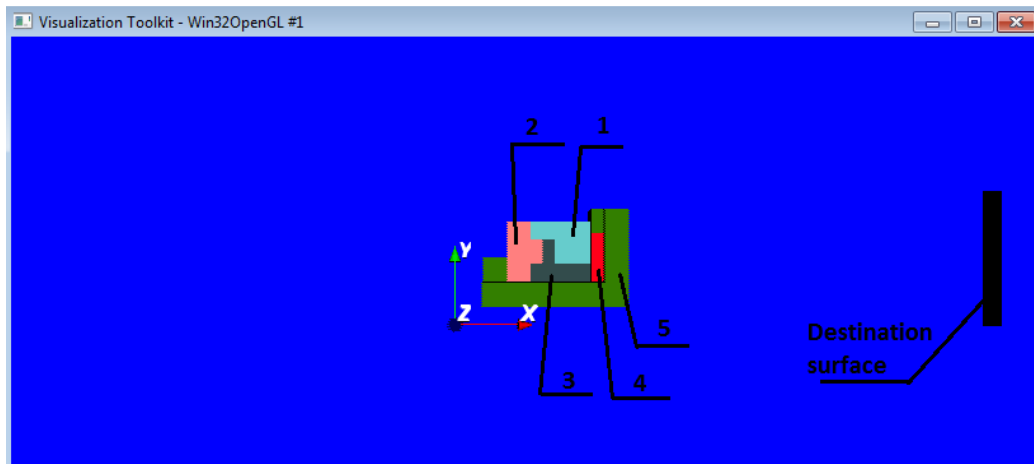 Visualization Toolkit - Win32OpenGL #1
2
1
Y
Z
X
5
3
4
Destination
surface